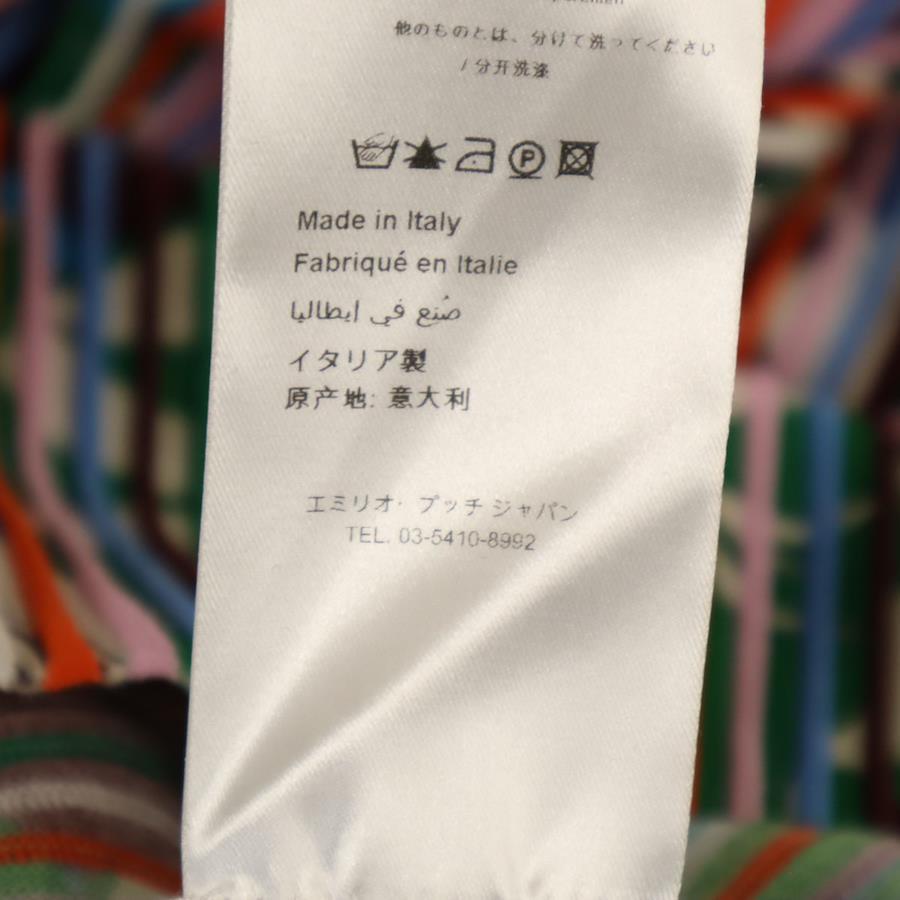 他のものとは、分けて洗ってください
/ 分开洗涤
P
Made in Italy
Fabriqué en Italie
صُنع في ايطاليا
イタリア製
原产地: 意大利
エミリオ・プッチ ジャパン
TEL. 03-5410-8992